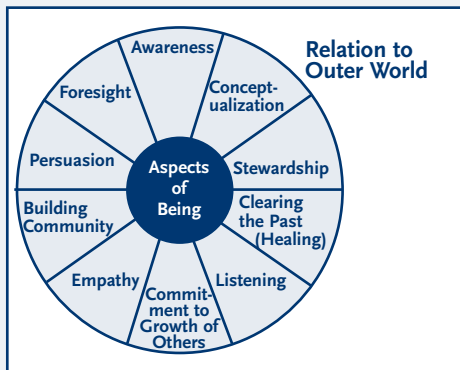 Relation to
Outer World
Awareness
Concept-
ualization
Stewardship
Clearing
the Past
(Healing)
Listening
Commit-
ment to
Growth of
Others
Empathy
Building
Community
Persuasion
Foresight
Aspects
of
Being